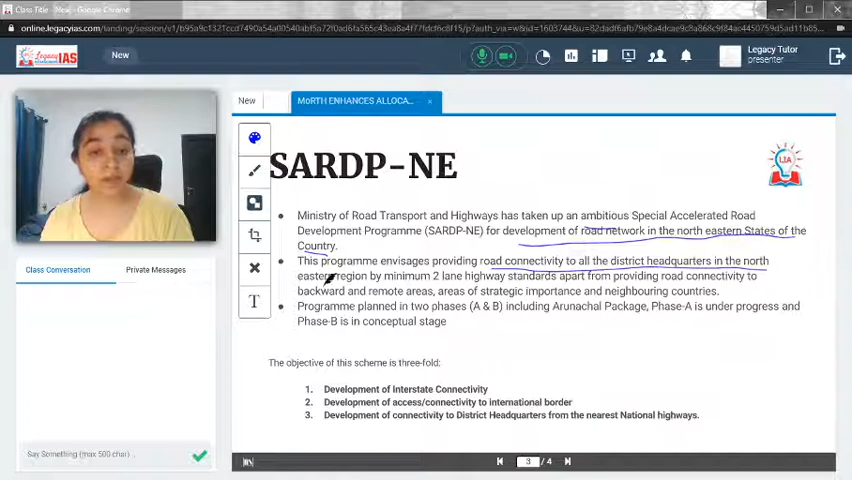 Class Title - New - Google Chrome
New
Legacy Tutor
presenter
New
MoRTH ENHANCES ALLOCA...
SARDP-NE
LIA
Ministry of Road Transport and Highways has taken up an ambitious Special Accelerated Road
Development Programme (SARDP-NE) for development of road network in the north eastern States of the
Country.
This programme envisages providing road connectivity to all the district headquarters in the north
eastern region by minimum 2 lane highway standards apart from providing road connectivity to
backward and remote areas, areas of strategic importance and neighbouring countries.
Programme planned in two phases (A & B) including Arunachal Package, Phase-A is under progress and
Phase-B is in conceptual stage
The objective of this scheme is three-fold:
1. Development of Interstate Connectivity
2. Development of access/connectivity to international border
3. Development of connectivity to District Headquarters from the nearest National highways.
Class Conversation
Private Messages
Say Something (max 500 char)...
3 / 4